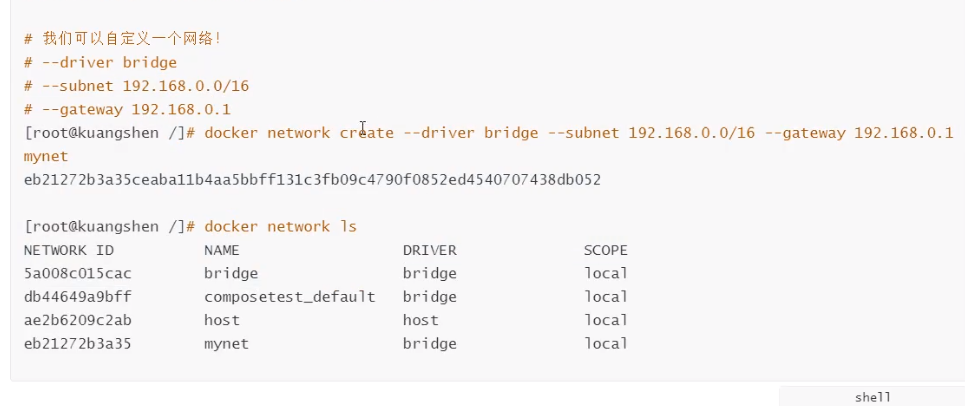 # 我们可以自定义一个网络!
# --driver bridge
# --subnet 192.168.0.0/16
# --gateway 192.168.0.1
[root@kuangshen /]# docker network create --driver bridge --subnet 192.168.0.0/16 --gateway 192.168.0.1
mynet
eb21272b3a35ceaba11b4aa5bbff131c3fb09c4790f0852ed4540707438db052
[root@kuangshen /]# docker network ls
NETWORK ID NAME DRIVER SCOPE
5a008c015cac bridge bridge local
db44649a9bff composetest_default bridge local
ae2b6209c2ab host host local
eb21272b3a35 mynet bridge local
shell